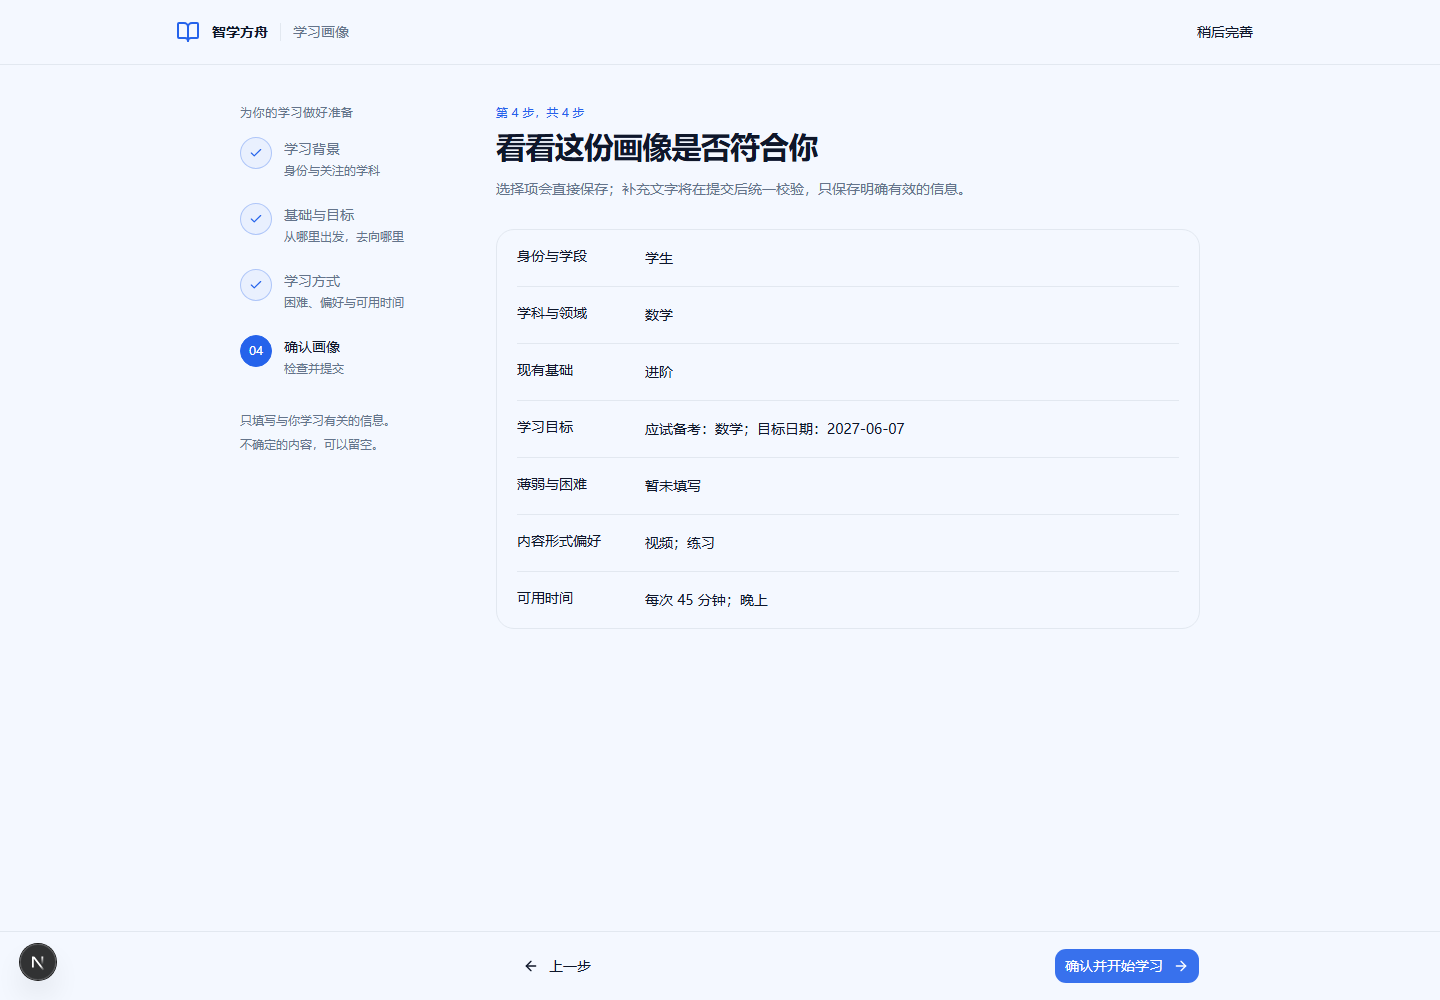 智学方舟 学习画像 稍后完善
为你的学习做好准备
学习背景
身份与关注的学科
基础与目标
从哪里出发，去向哪里
学习方式
困难、偏好与可用时间
04 确认画像
检查并提交
只填写与你学习有关的信息。
不确定的内容，可以留空。
第 4 步，共 4 步
看看这份画像是否符合你
选择项会直接保存；补充文字将在提交后统一校验，只保存明确有效的信息。
身份与学段 学生
学科与领域 数学
现有基础 进阶
学习目标 应试备考：数学；目标日期：2027-06-07
薄弱与困难 暂未填写
内容形式偏好 视频；练习
可用时间 每次 45 分钟；晚上
N
上一步
确认并开始学习